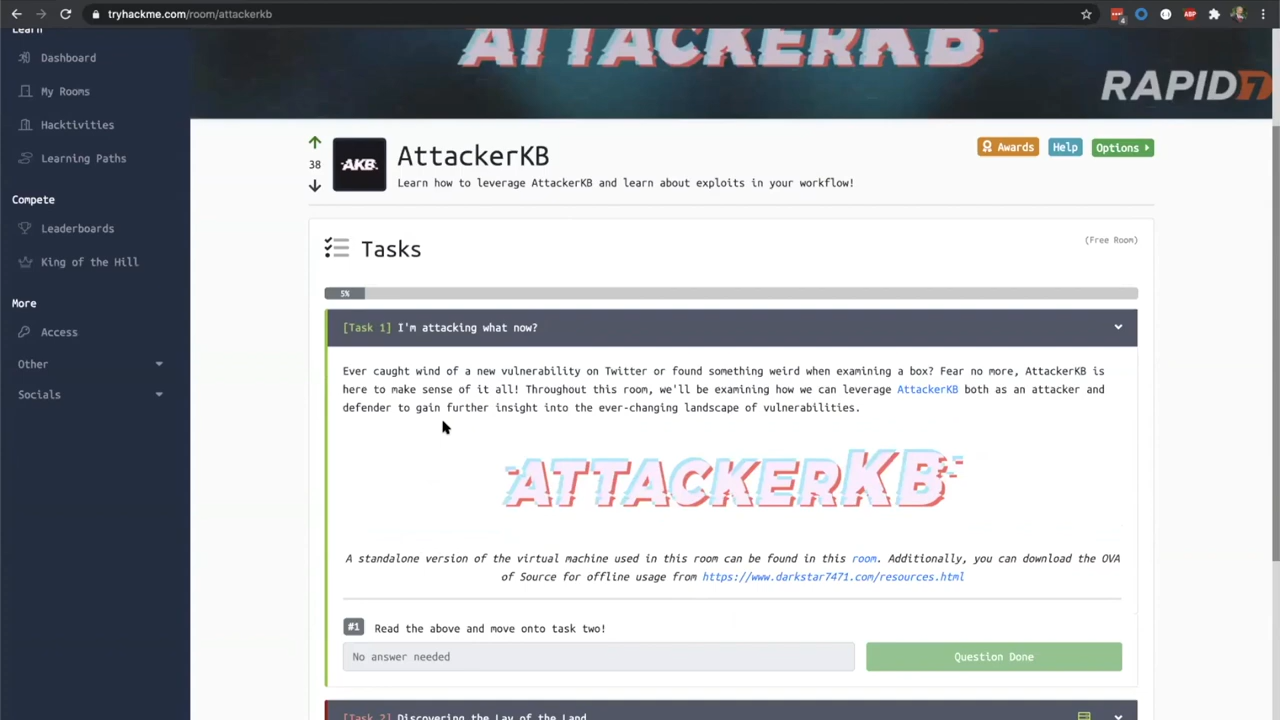 tryhackme.com/room/attackerkb
4
ABP
Learn
Dashboard
My Rooms
Hacktivities
Learning Paths
Compete
Leaderboards
King of the Hill
More
Access
Other
Socials
ATTACKERKB
RAPID7
38
AKB
AttackerKB
Learn how to leverage AttackerKB and learn about exploits in your workflow!
Awards
Help
Options
Tasks
(Free Room)
5%
[Task 1] I'm attacking what now?
Ever caught wind of a new vulnerability on Twitter or found something weird when examining a box? Fear no more, AttackerKB is
here to make sense of it all! Throughout this room, we'll be examining how we can leverage AttackerKB both as an attacker and
defender to gain further insight into the ever-changing landscape of vulnerabilities.
ATTACKERKB
A standalone version of the virtual machine used in this room can be found in this room. Additionally, you can download the OVA
of Source for offline usage from https://www.darkstar7471.com/resources.html
#1 Read the above and move onto task two!
No answer needed
Question Done
[Task 2] Discovering the Lay of the Land